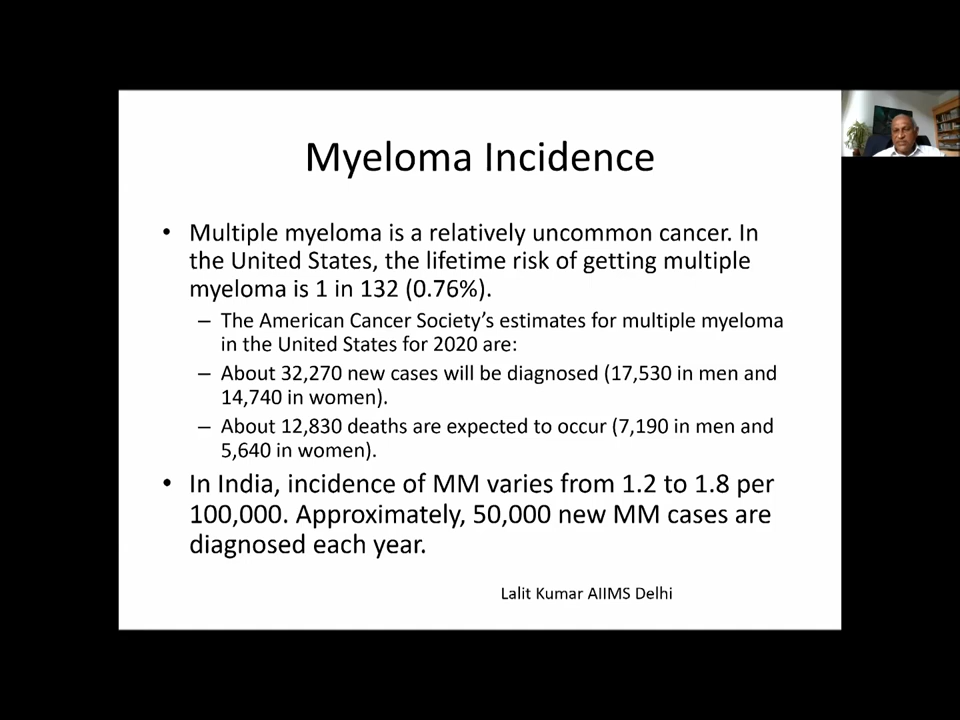 Myeloma Incidence
• Multiple myeloma is a relatively uncommon cancer. In
the United States, the lifetime risk of getting multiple
myeloma is 1 in 132 (0.76%).
– The American Cancer Society’s estimates for multiple myeloma
in the United States for 2020 are:
– About 32,270 new cases will be diagnosed (17,530 in men and
14,740 in women).
– About 12,830 deaths are expected to occur (7,190 in men and
5,640 in women).
• In India, incidence of MM varies from 1.2 to 1.8 per
100,000. Approximately, 50,000 new MM cases are
diagnosed each year.
Lalit Kumar AIIMS Delhi